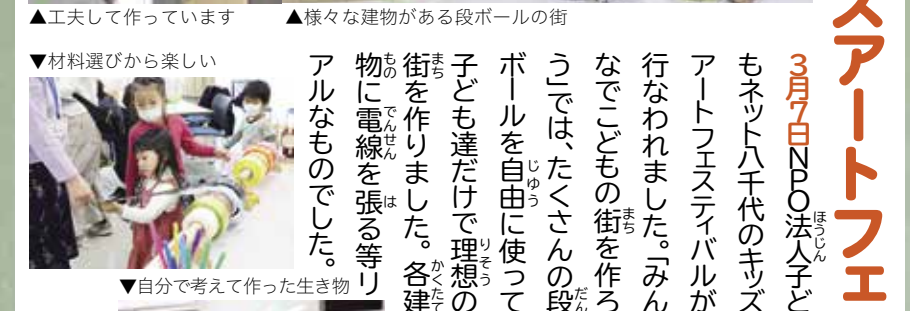 スアートフェ
▲工夫して作っています
▲様々な建物がある段ボールの街
3月7日NPO法人子ど
もネット八千代のキッズ
アートフェスティバルが
行なわれました。「みん
なでこどもの街を作ろ
う」では、たくさんの段
ボールを自由に使って
子ども達だけで理想の
街を作りました。各建
物に電線を張る等リ
アルなものでした。
▼材料選びから楽しい
▼自分で考えて作った生き物